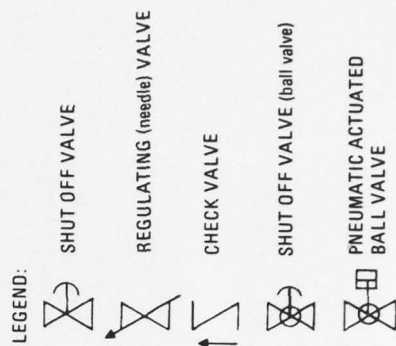 LEGEND:
SHUT OFF VALVE
REGULATING (needle) VALVE
CHECK VALVE
SHUT OFF VALVE (ball valve)
PNEUMATIC ACTUATED
BALL VALVE